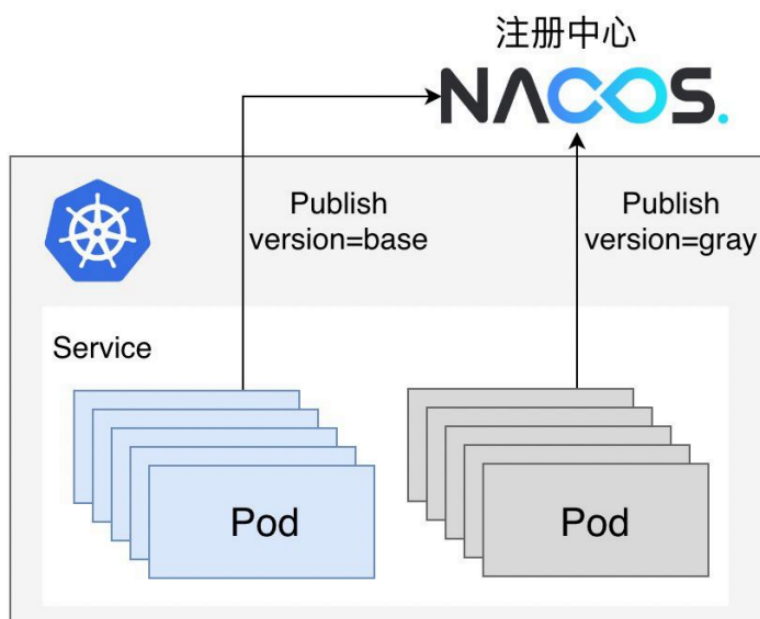 注册中心
NACOS.
Publish
version=base
Publish
version=gray
Service
Pod
Pod